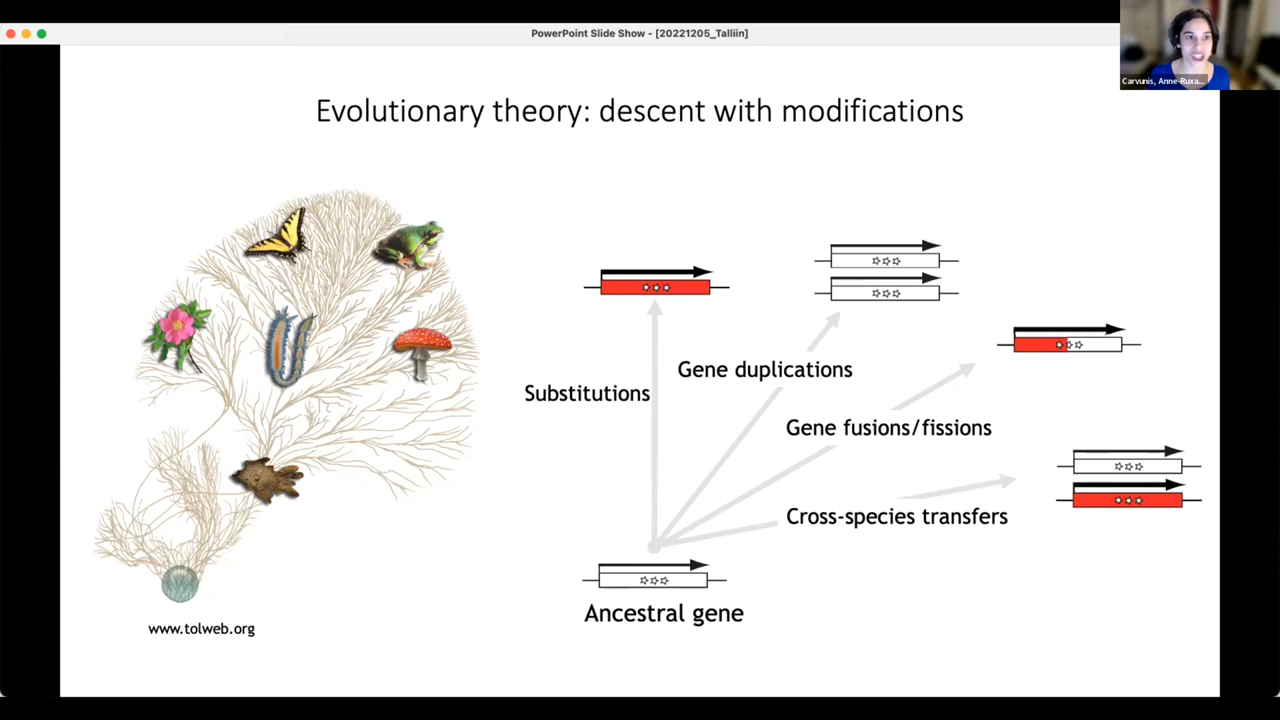 PowerPoint Slide Show - [20221205_Talliin]
Carvunis, Anne-Ruxa...
Evolutionary theory: descent with modifications
Substitutions
Gene duplications
Gene fusions/fissions
Cross-species transfers
Ancestral gene
www.tolweb.org